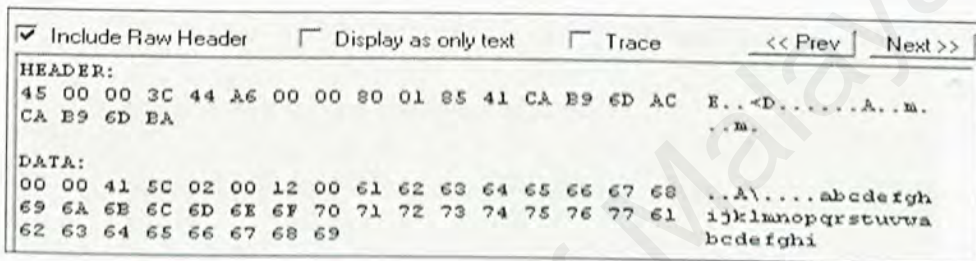 Include Raw Header Display as only text Trace << Prev Next >>
HEADER:
45 00 00 3C 44 A6 00 00 80 01 85 41 CA B9 6D AC E..<D.......A..m.
CA B9 6D BA ..m.
DATA:
00 00 41 5C 02 00 12 00 61 62 63 64 65 66 67 68 ..A\....abcdefgh
69 6A 6B 6C 6D 6E 6F 70 71 72 73 74 75 76 77 61 ijklmnopqrstuvwa
62 63 64 65 66 67 68 69 bcdefghi
Malay